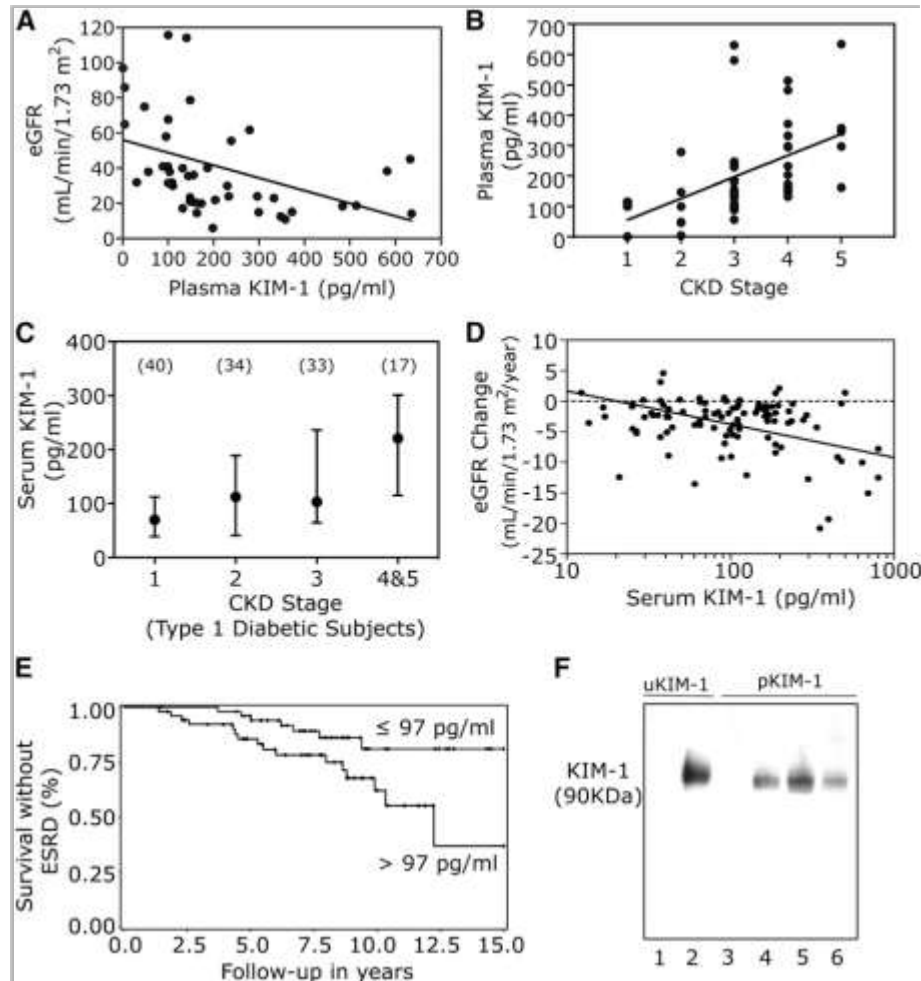 A
120
100
80
60
40
20
0
eGFR
(mL/min/1.73 m²)
0 100 200 300 400 500 600 700
Plasma KIM-1 (pg/ml)
B
700
600
500
400
300
200
100
0
Plasma KIM-1
(pg/ml)
1 2 3 4 5
CKD Stage
C
400
300
200
100
0
Serum KIM-1
(pg/ml)
(40) (34) (33) (17)
1 2 3 4&5
CKD Stage
(Type 1 Diabetic Subjects)
D
10
5
0
-5
-10
-15
-20
-25
eGFR Change
(mL/min/1.73 m²/year)
10 100 1000
Serum KIM-1 (pg/ml)
E
1.00
0.75
0.50
0.25
0.00
Survival without
ESRD (%)
≤ 97 pg/ml
> 97 pg/ml
0.0 2.5 5.0 7.5 10.0 12.5 15.0
Follow-up in years
F
uKIM-1 pKIM-1
KIM-1
(90KDa)
1 2 3 4 5 6